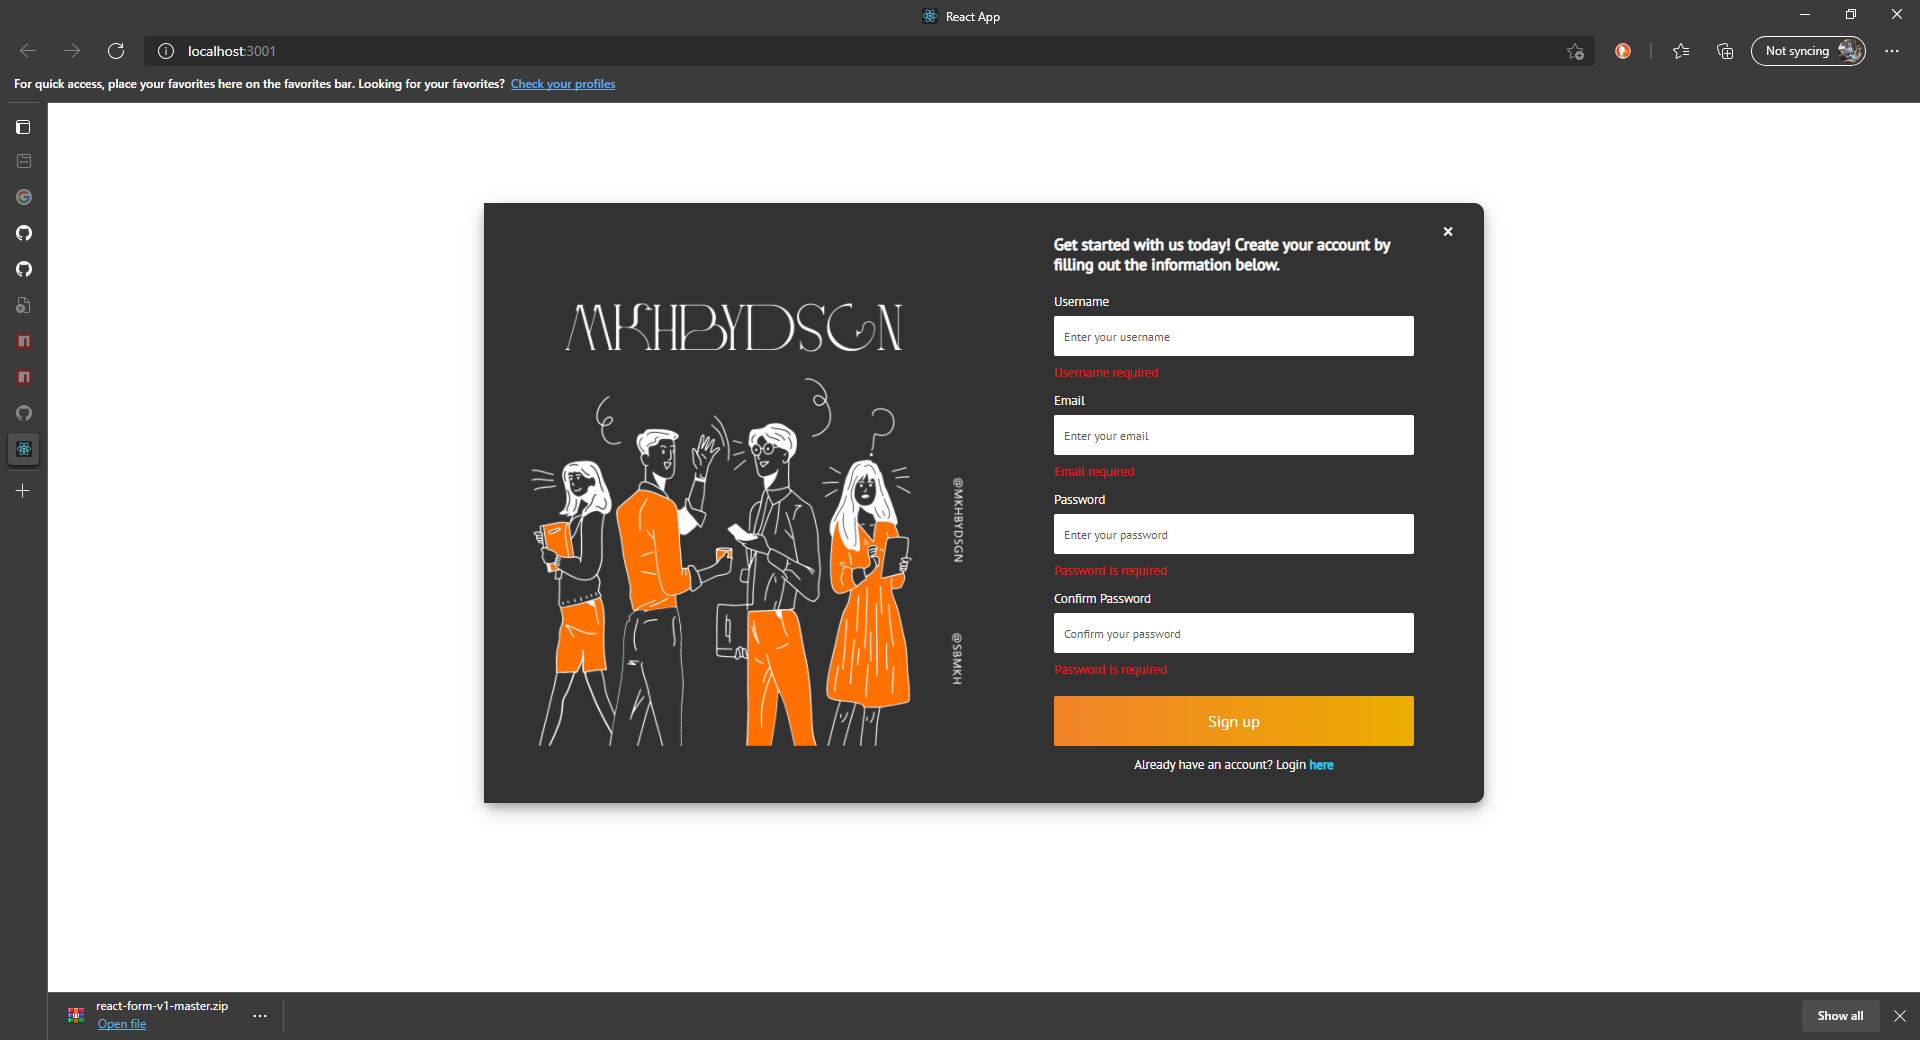 React App
localhost:3001
Not syncing
For quick access, place your favorites here on the favorites bar. Looking for your favorites? Check your profiles
MKHBYDSGN
@MKHBYDSGN
@SBMKH
×
Get started with us today! Create your account by
filling out the information below.
Username
Enter your username
Username required
Email
Enter your email
Email required
Password
Enter your password
Password is required
Confirm Password
Confirm your password
Password is required
Sign up
Already have an account? Login here
react-form-v1-master.zip
Open file
Show all